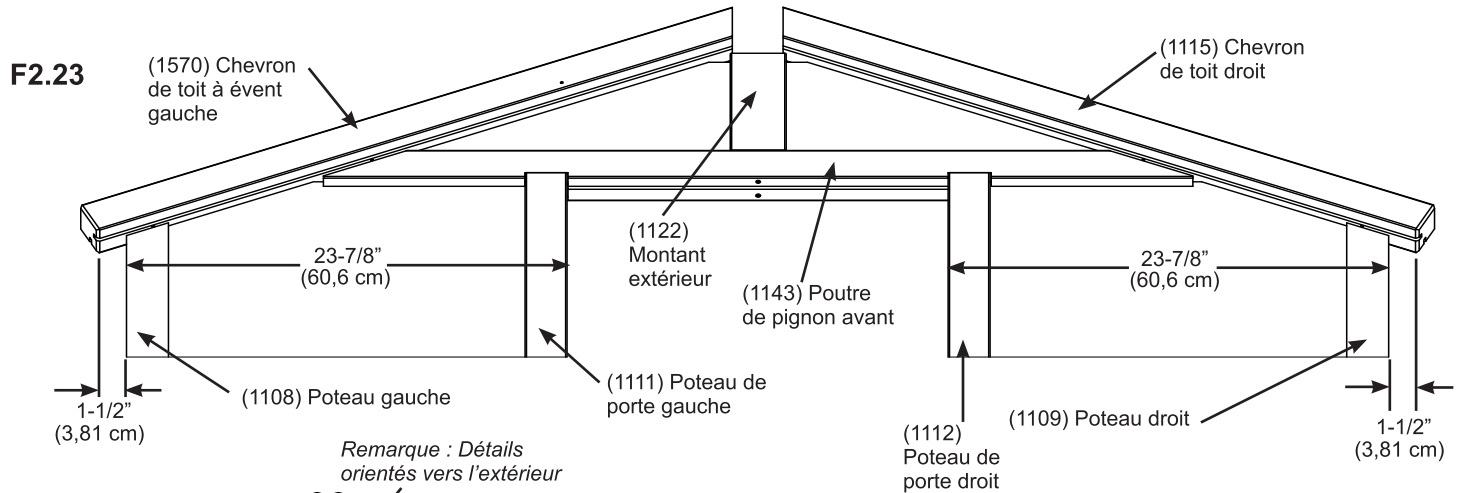 F2.23
(1570) Chevron
de toit à évent
gauche
(1115) Chevron
de toit droit
23-7/8”
(60,6 cm)
(1122)
Montant
extérieur
(1143) Poutre
de pignon avant
23-7/8”
(60,6 cm)
1-1/2”
(3,81 cm)
(1108) Poteau gauche
(1111) Poteau de
porte gauche
(1112)
Poteau de
porte droit
(1109) Poteau droit
1-1/2”
(3,81 cm)
Remarque : Détails
orientés vers l’extérieur